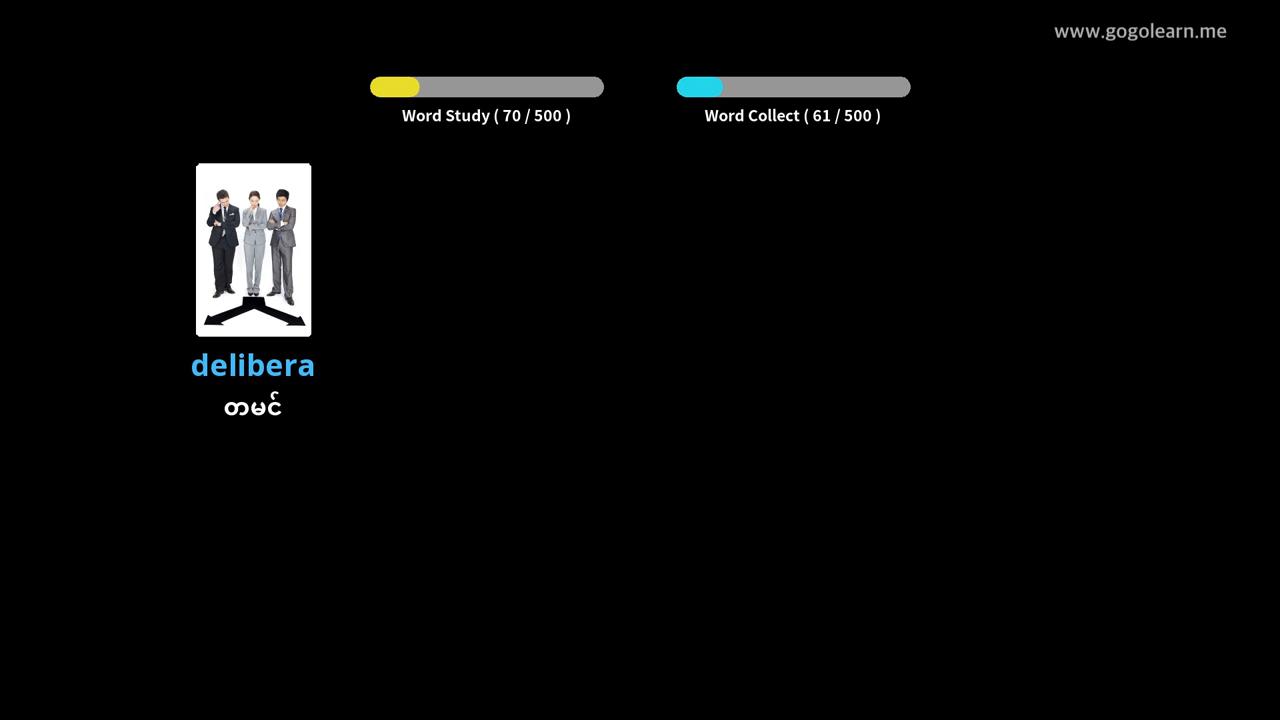 www.gogolearn.me
Word Study ( 70 / 500 )
Word Collect ( 61 / 500 )
delibera
တမင်